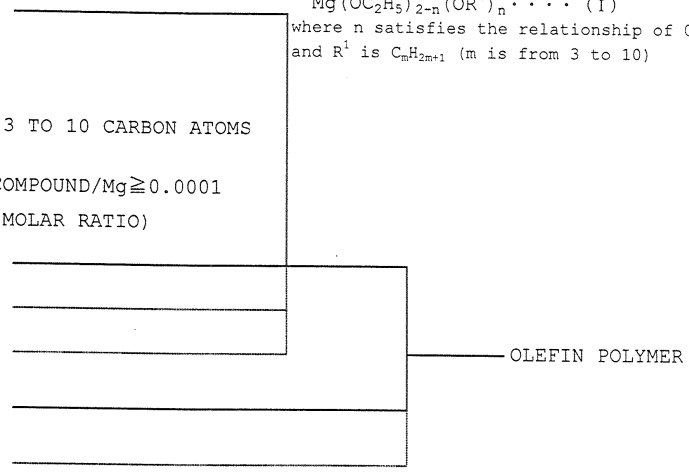 Mg(OC₂H₅)₂₋ₙ(OR )ₙ···· (I)
where n satisfies the relationship of
and R¹ is CₘH₂ₘ₊₁ (m is from 3 to 10)
3 TO 10 CARBON ATOMS
COMPOUND/Mg≧0.0001
MOLAR RATIO)
OLEFIN POLYMER